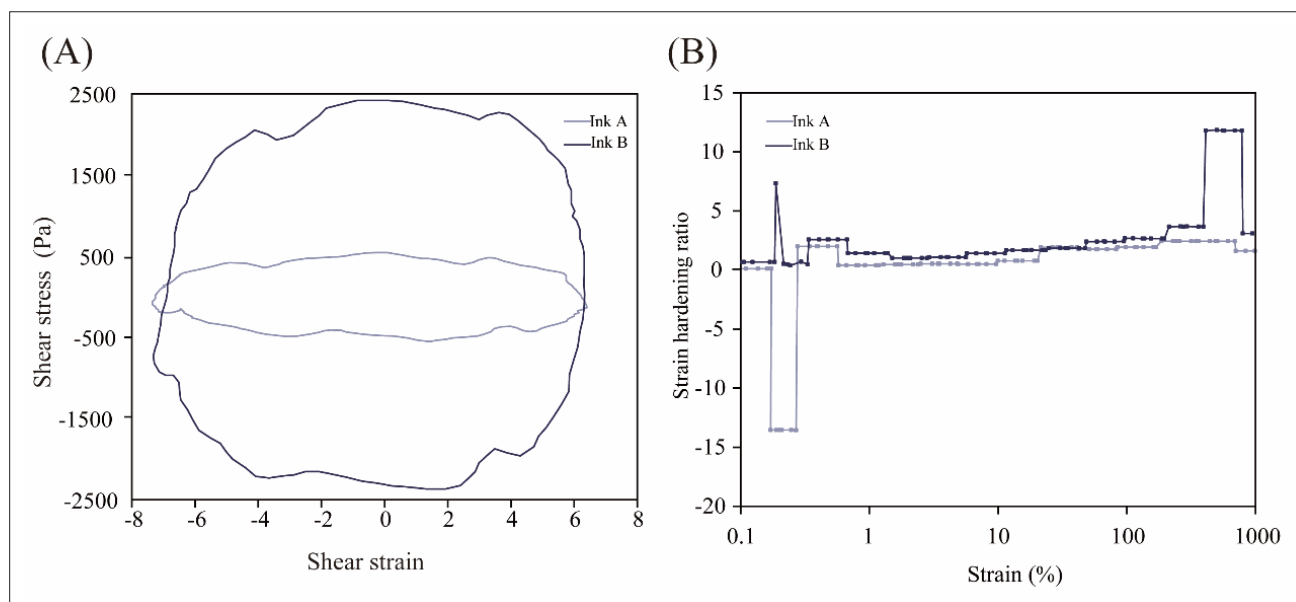 (A)
2500
1500
500
-500
-1500
-2500
-8
-6
-4
-2
0
2
4
6
8
Shear stress (Pa)
Shear strain
Ink A
Ink B
(B)
15
10
5
0
-5
-10
-15
-20
0.1
1
10
100
1000
Strain hardening ratio
Strain (%)
Ink A
Ink B